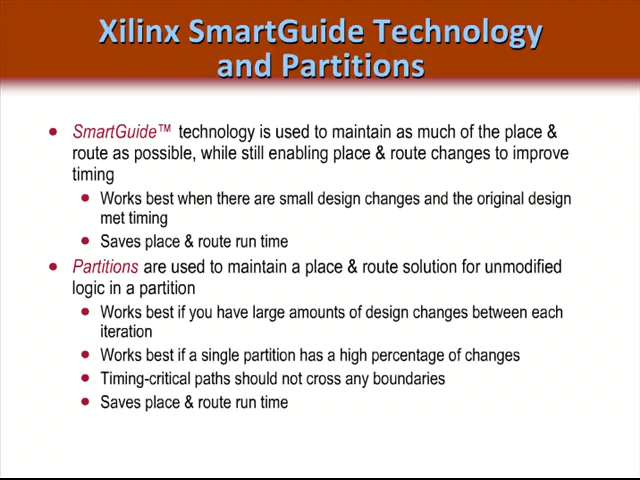 Xilinx SmartGuide Technology
and Partitions
• SmartGuide™ technology is used to maintain as much of the place &
route as possible, while still enabling place & route changes to improve
timing
• Works best when there are small design changes and the original design
met timing
• Saves place & route run time
• Partitions are used to maintain a place & route solution for unmodified
logic in a partition
• Works best if you have large amounts of design changes between each
iteration
• Works best if a single partition has a high percentage of changes
• Timing-critical paths should not cross any boundaries
• Saves place & route run time